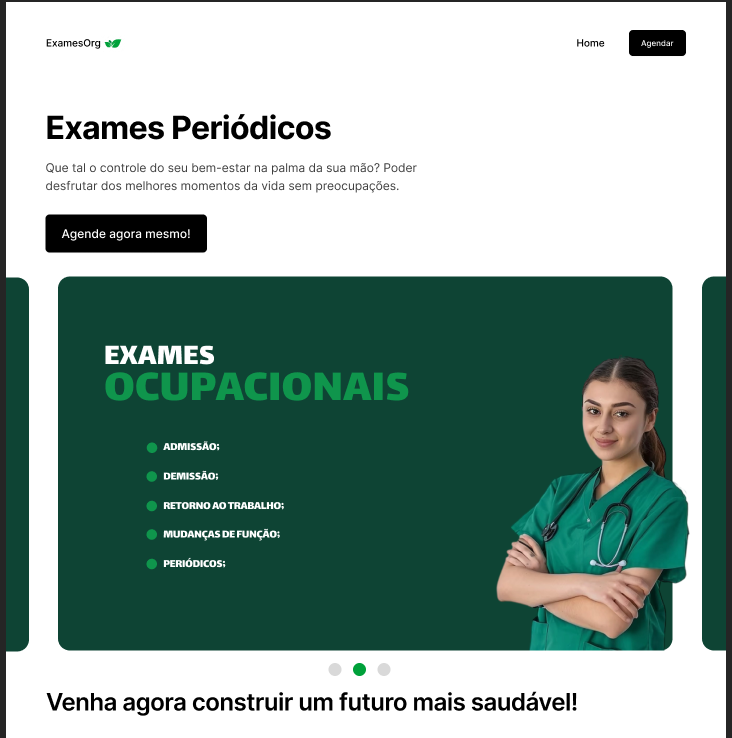 ExamesOrg
Home
Agendar
Exames Periódicos
Que tal o controle do seu bem-estar na palma da sua mão? Poder
desfrutar dos melhores momentos da vida sem preocupações.
Agende agora mesmo!
EXAMES
OCUPACIONAIS
ADMISSÃO;
DEMISSÃO;
RETORNO AO TRABALHO;
MUDANÇAS DE FUNÇÃO;
PERIÓDICOS;
Venha agora construir um futuro mais saudável!